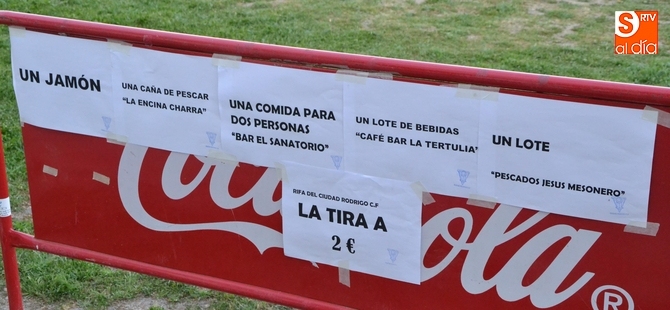 UN JAMÓN
UNA CAÑA DE PESCAR
"LA ENCINA CHARRA"
UNA COMIDA PARA
DOS PERSONAS
"BAR EL SANATORIO"
UN LOTE DE BEBIDAS
"CAFÉ BAR LA TERTULIA"
UN LOTE
"PESCADOS JESUS MESONERO"
RIFA DEL CIUDAD RODRIGO C.F
LA TIRA A
2 €
Coca-Cola ®
S RTV
al día